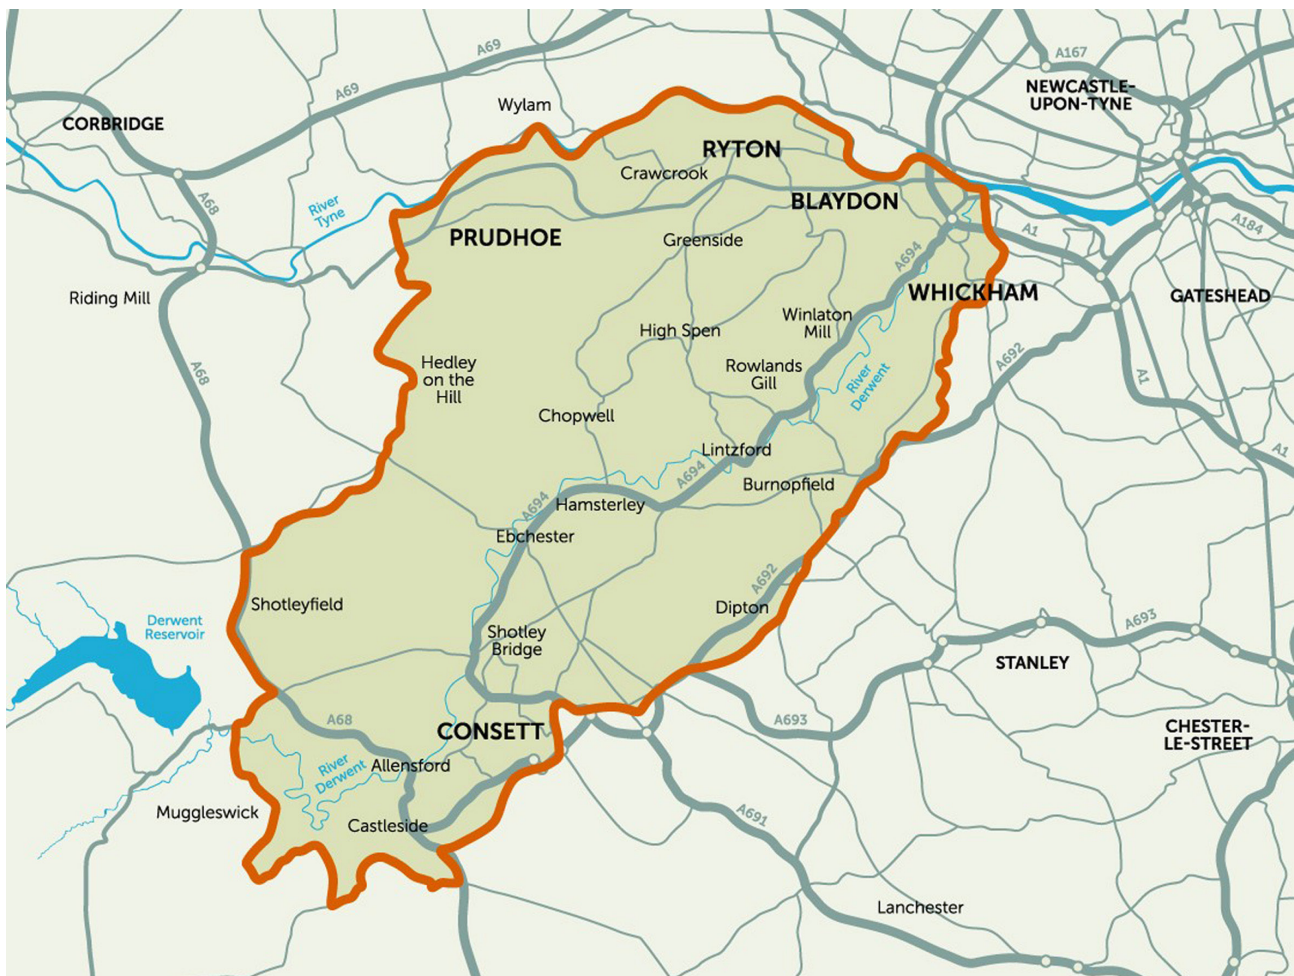 A69
A167
NEWCASTLE-
UPON-TYNE
A69
Wylam
CORBRIDGE
RYTON
Crawcrook
A68
River
Tyne
BLAYDON
A184
A1
PRUDHOE
Greenside
A694
Riding Mill
WHICKHAM
GATESHEAD
Winlaton
Mill
High Spen
A692
A68
Hedley
on the
Hill
Rowlands
Gill
River
Derwent
A1
Chopwell
Lintzford
A1
A694
Burnopfield
A694
Hamsterley
Ebchester
A692
Shotleyfield
Dipton
Derwent
Reservoir
A693
Shotley
Bridge
STANLEY
A68
CONSETT
A693
CHESTER-
LE-STREET
River
Derwent
Allensford
Muggleswick
Castleside
A691
Lanchester